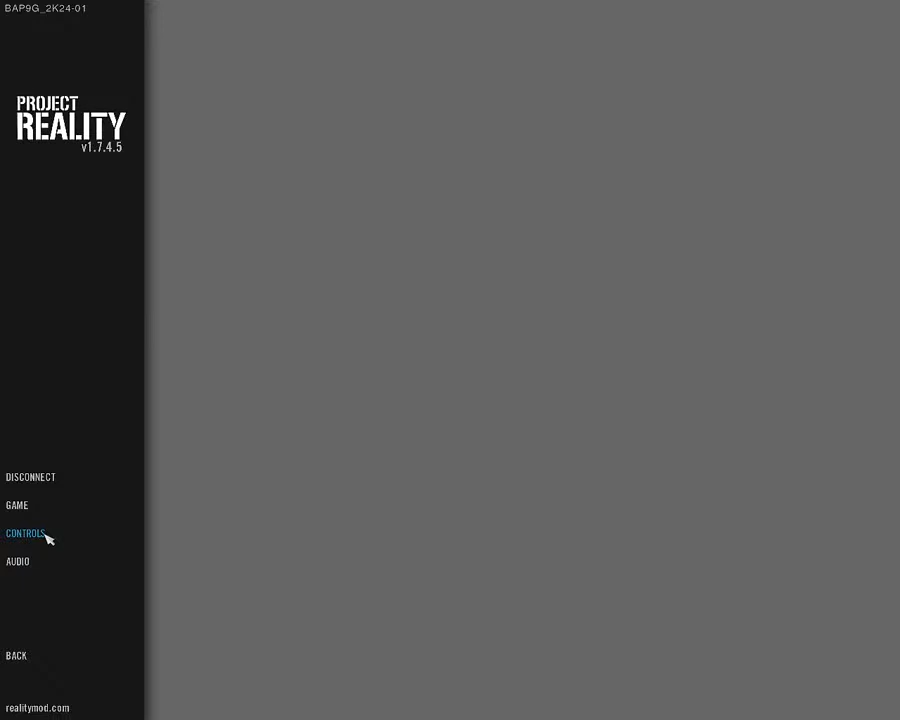 BAP9G_2K24-01
PROJECT
REALITY
v1.7.4.5
DISCONNECT
GAME
CONTROLS
AUDIO
BACK
realitymod.com